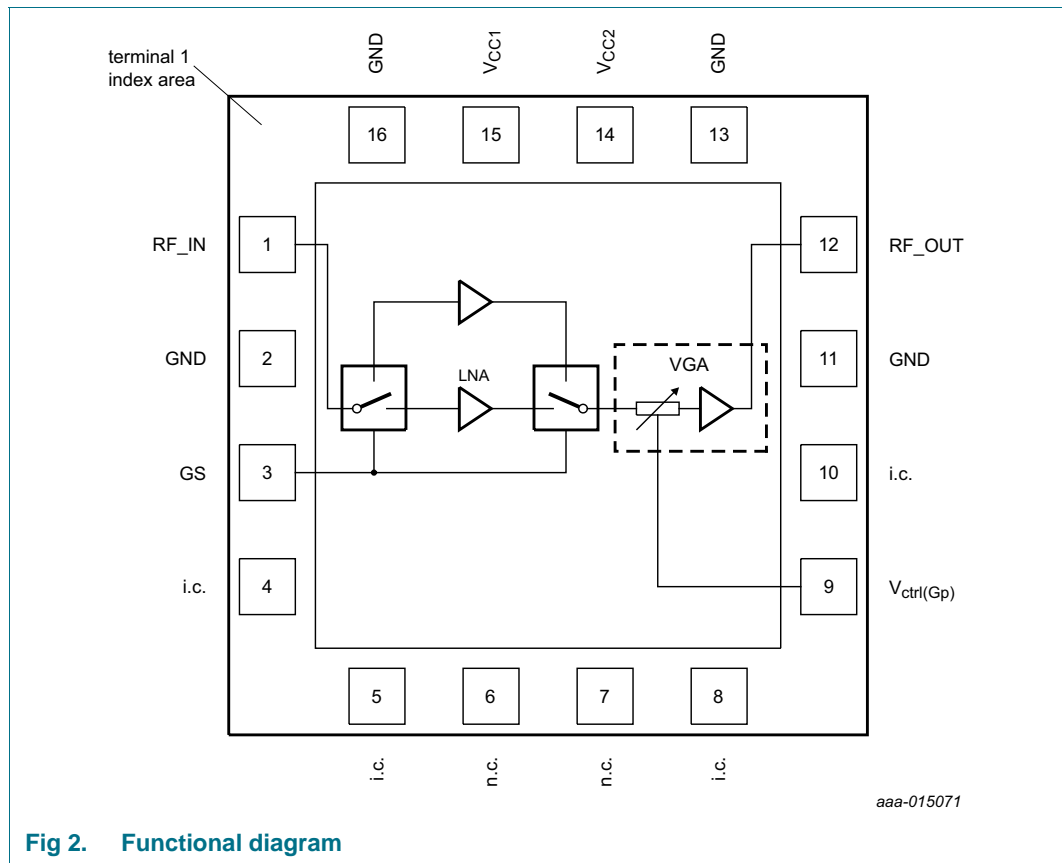 terminal 1
index area
GND
VCC1
VCC2
GND
16
15
14
13
RF_IN
1
12
RF_OUT
GND
2
11
GND
LNA
VGA
GS
3
10
i.c.
i.c.
4
9
Vctrl(Gp)
5
6
7
8
i.c.
n.c.
n.c.
i.c.
aaa-015071
Fig 2. Functional diagram